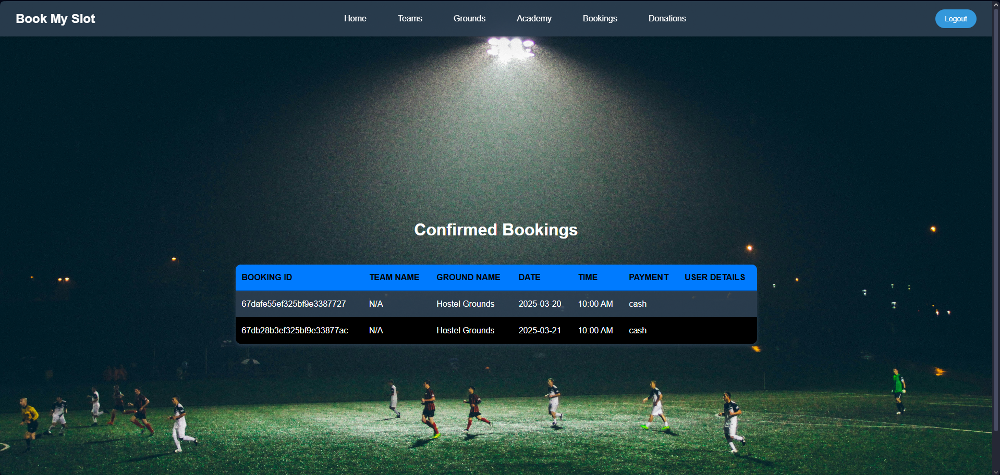 Book My Slot Home Teams Grounds Academy Bookings Donations Logout
Confirmed Bookings
BOOKING ID TEAM NAME GROUND NAME DATE TIME PAYMENT USER DETAILS
67dafe55ef325bf9e3387727 N/A Hostel Grounds 2025-03-20 10:00 AM cash
67db28b3ef325bf9e33877ac N/A Hostel Grounds 2025-03-21 10:00 AM cash